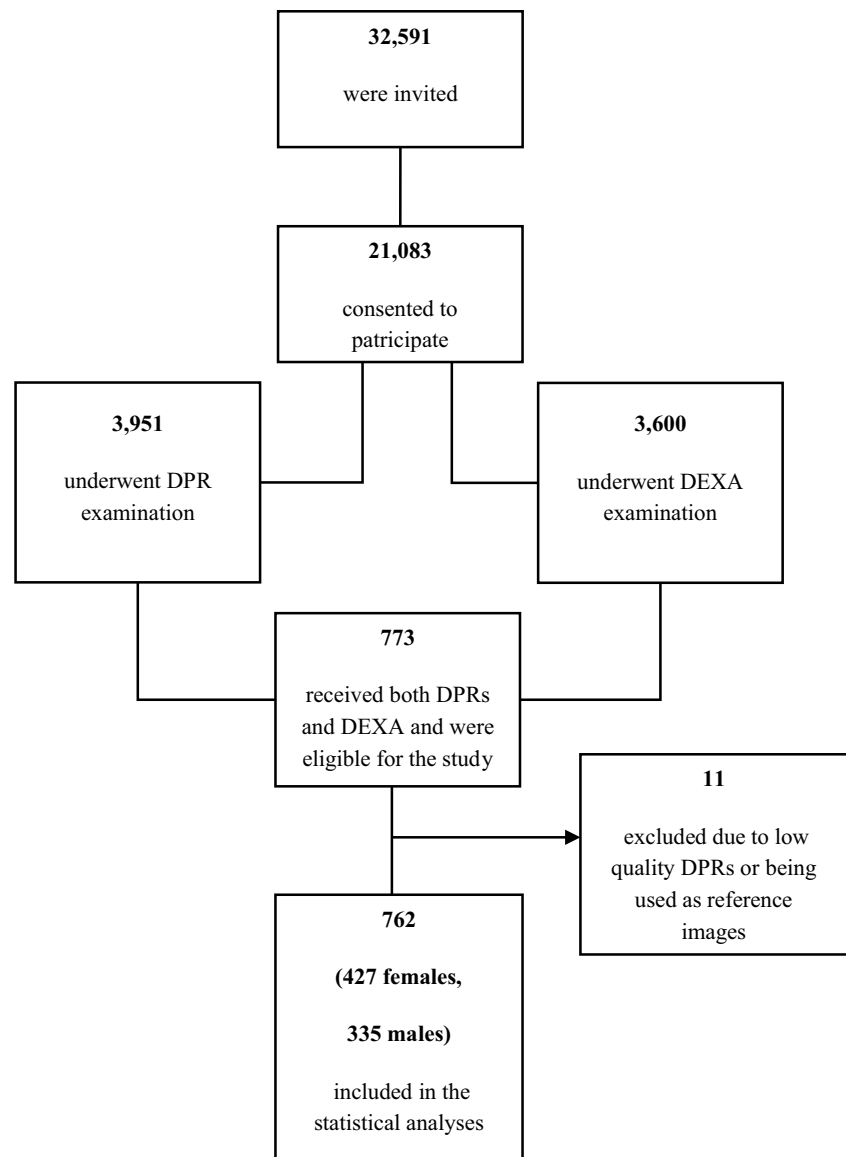 32,591
were invited
21,083
consented to
patricipate
3,951
underwent DPR
examination
3,600
underwent DEXA
examination
773
received both DPRs
and DEXA and were
eligible for the study
11
excluded due to low
quality DPRs or being
used as reference
images
762
(427 females,
335 males)
included in the
statistical analyses